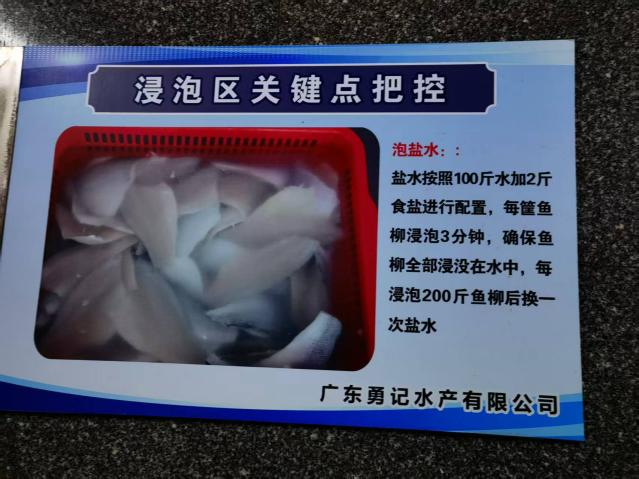 浸泡区关键点把控
泡盐水：：
盐水按照100斤水加2斤
食盐进行配置，每筐鱼
柳浸泡3分钟，确保鱼
柳全部浸没在水中，每
浸泡200斤鱼柳后换一
次盐水
广东勇记水产有限公司